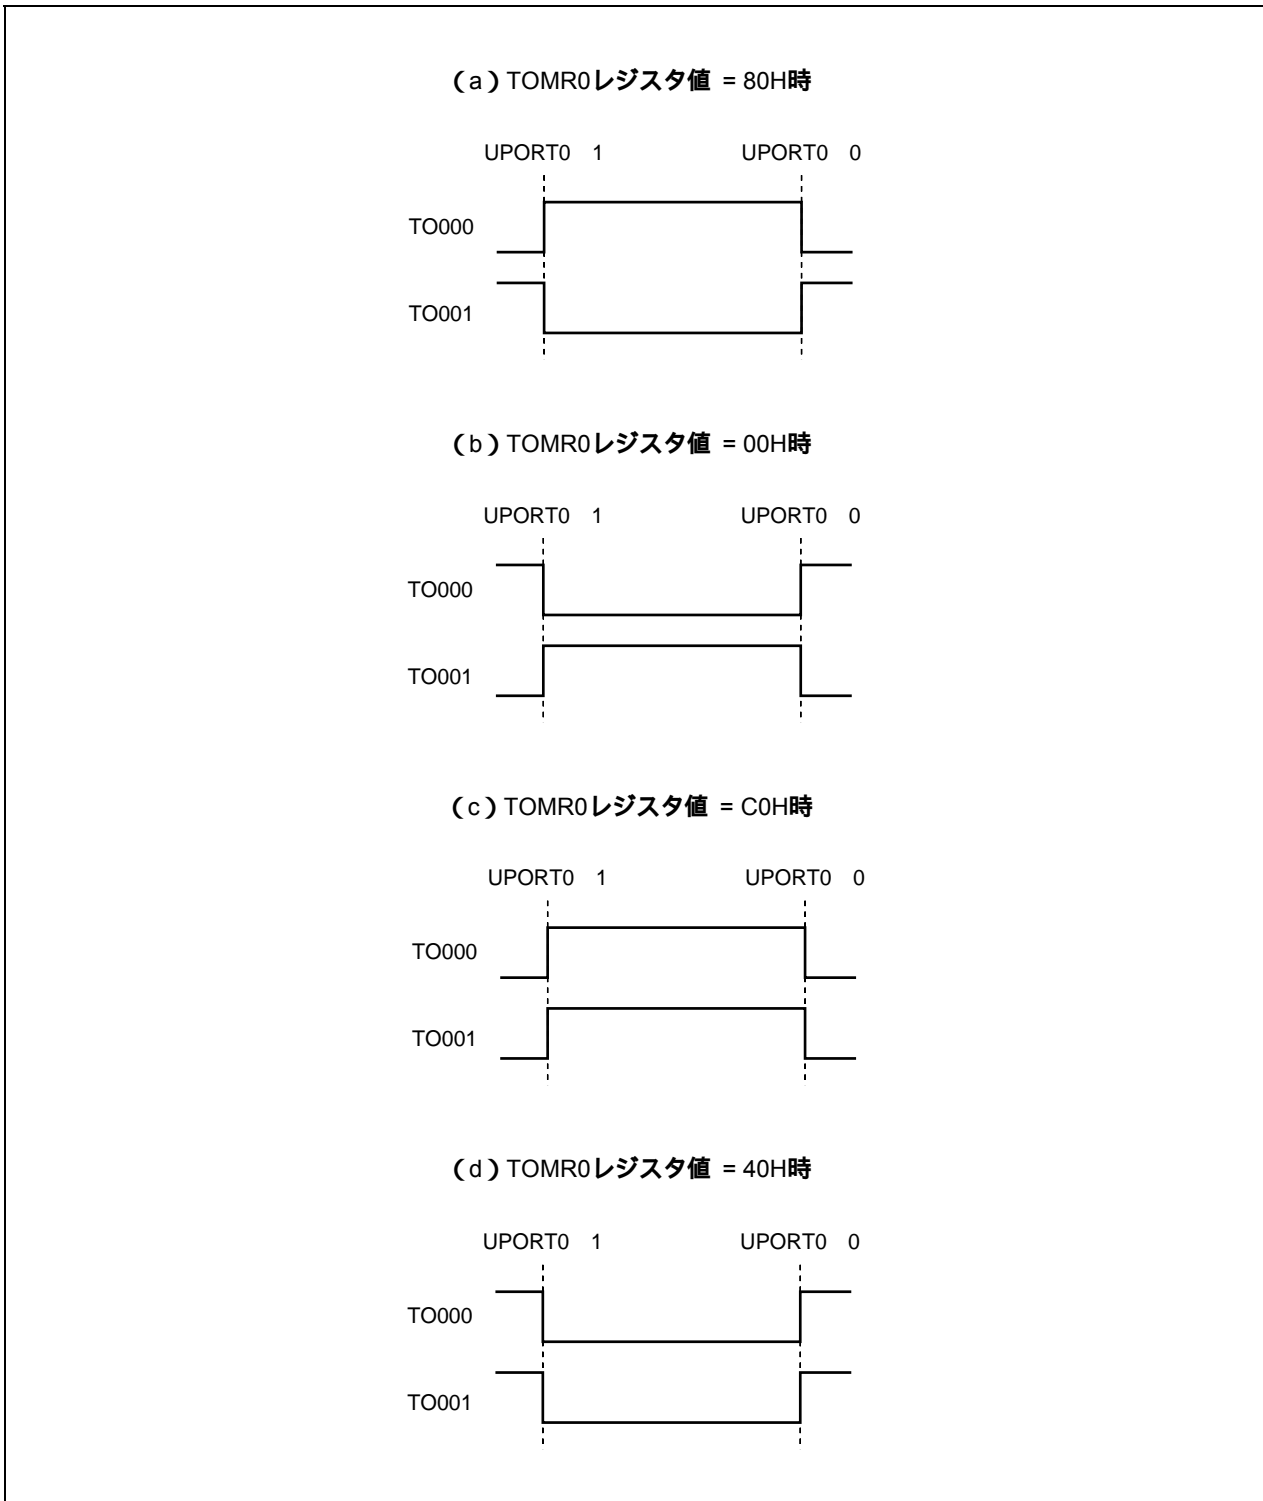 （a）TOMR0レジスタ値 = 80H時
UPORT0 1 UPORT0 0
TO000
TO001
（b）TOMR0レジスタ値 = 00H時
UPORT0 1 UPORT0 0
TO000
TO001
（c）TOMR0レジスタ値 = C0H時
UPORT0 1 UPORT0 0
TO000
TO001
（d）TOMR0レジスタ値 = 40H時
UPORT0 1 UPORT0 0
TO000
TO001